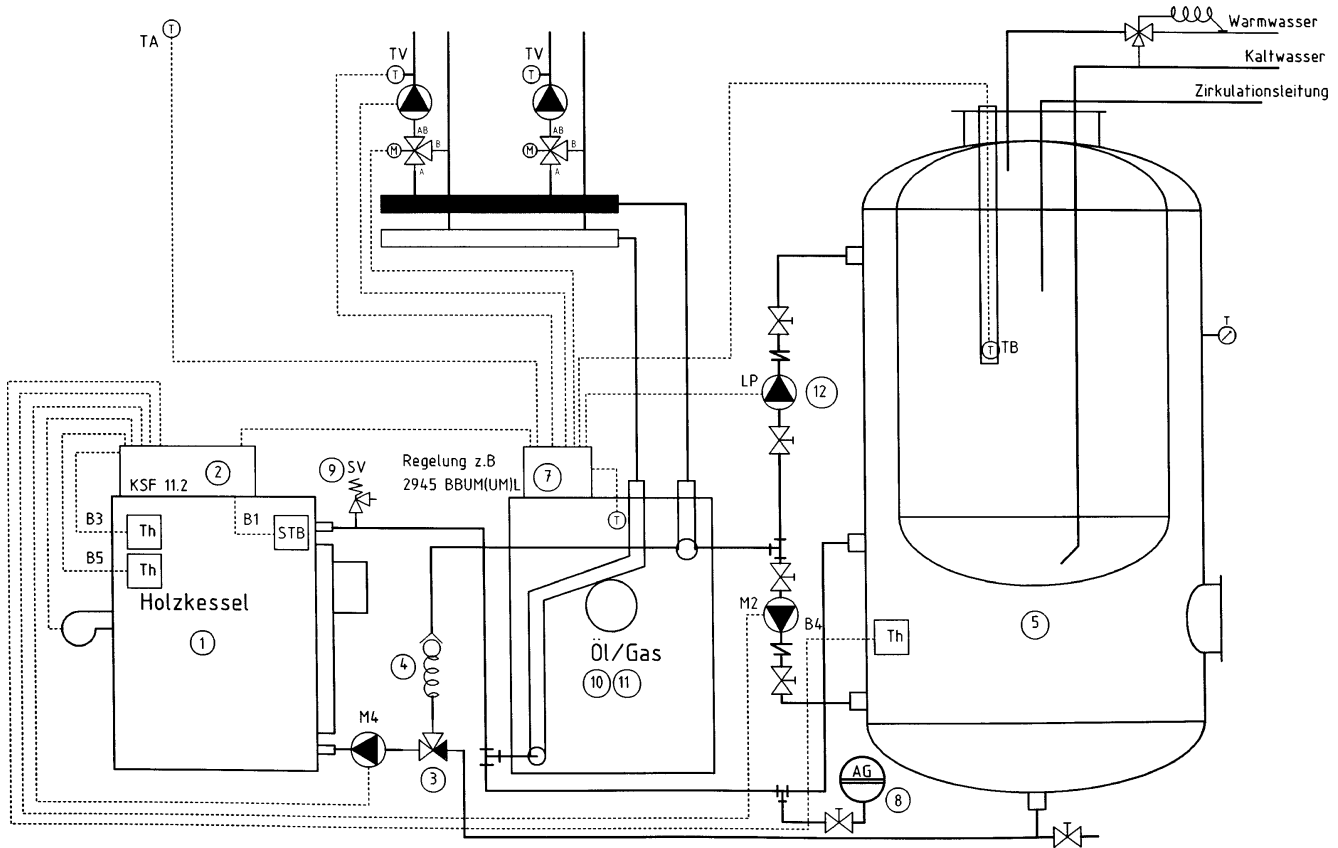 Warmwasser
Kaltwasser
Zirkulationsleitung
T
TA
TV
TV
T
T
AB
AB
M
B
M
B
A
A
T
T TB
LP
12
2
KSF 11.2
9 SV
Regelung z.B
2945 BBUM(UM)L
7
B3
Th
B1
STB
T
B5
Th
Holzkessel
1
M2
B4
Th
5
Öl/Gas
10 11
4
M4
3
AG
8